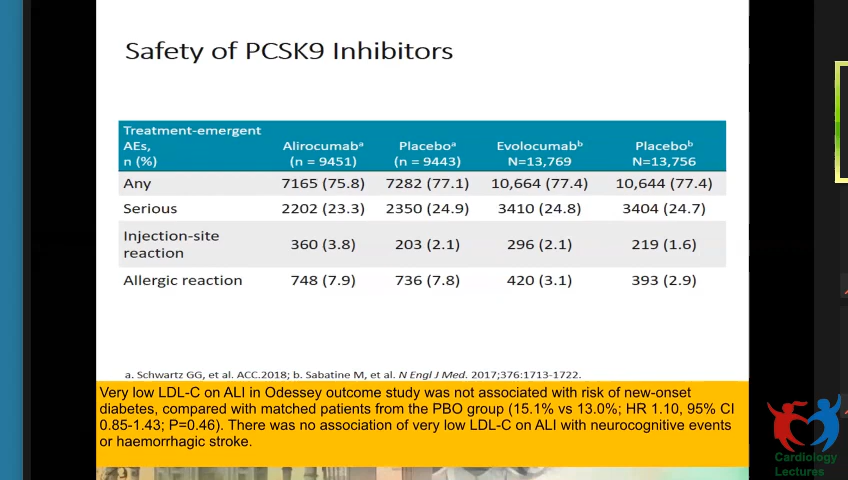 Safety of PCSK9 Inhibitors
Treatment-emergent
AEs,
n (%)
Alirocumabᵃ
(n = 9451)
Placeboᵃ
(n = 9443)
Evolocumabᵇ
N=13,769
Placeboᵇ
N=13,756
Any 7165 (75.8) 7282 (77.1) 10,664 (77.4) 10,644 (77.4)
Serious 2202 (23.3) 2350 (24.9) 3410 (24.8) 3404 (24.7)
Injection-site
reaction 360 (3.8) 203 (2.1) 296 (2.1) 219 (1.6)
Allergic reaction 748 (7.9) 736 (7.8) 420 (3.1) 393 (2.9)
a. Schwartz GG, et al. ACC.2018; b. Sabatine M, et al. N Engl J Med. 2017;376:1713-1722.
Very low LDL-C on ALI in Odessey outcome study was not associated with risk of new-onset
diabetes, compared with matched patients from the PBO group (15.1% vs 13.0%; HR 1.10, 95% CI
0.85-1.43; P=0.46). There was no association of very low LDL-C on ALI with neurocognitive events
or haemorrhagic stroke.
Cardiology
Lectures